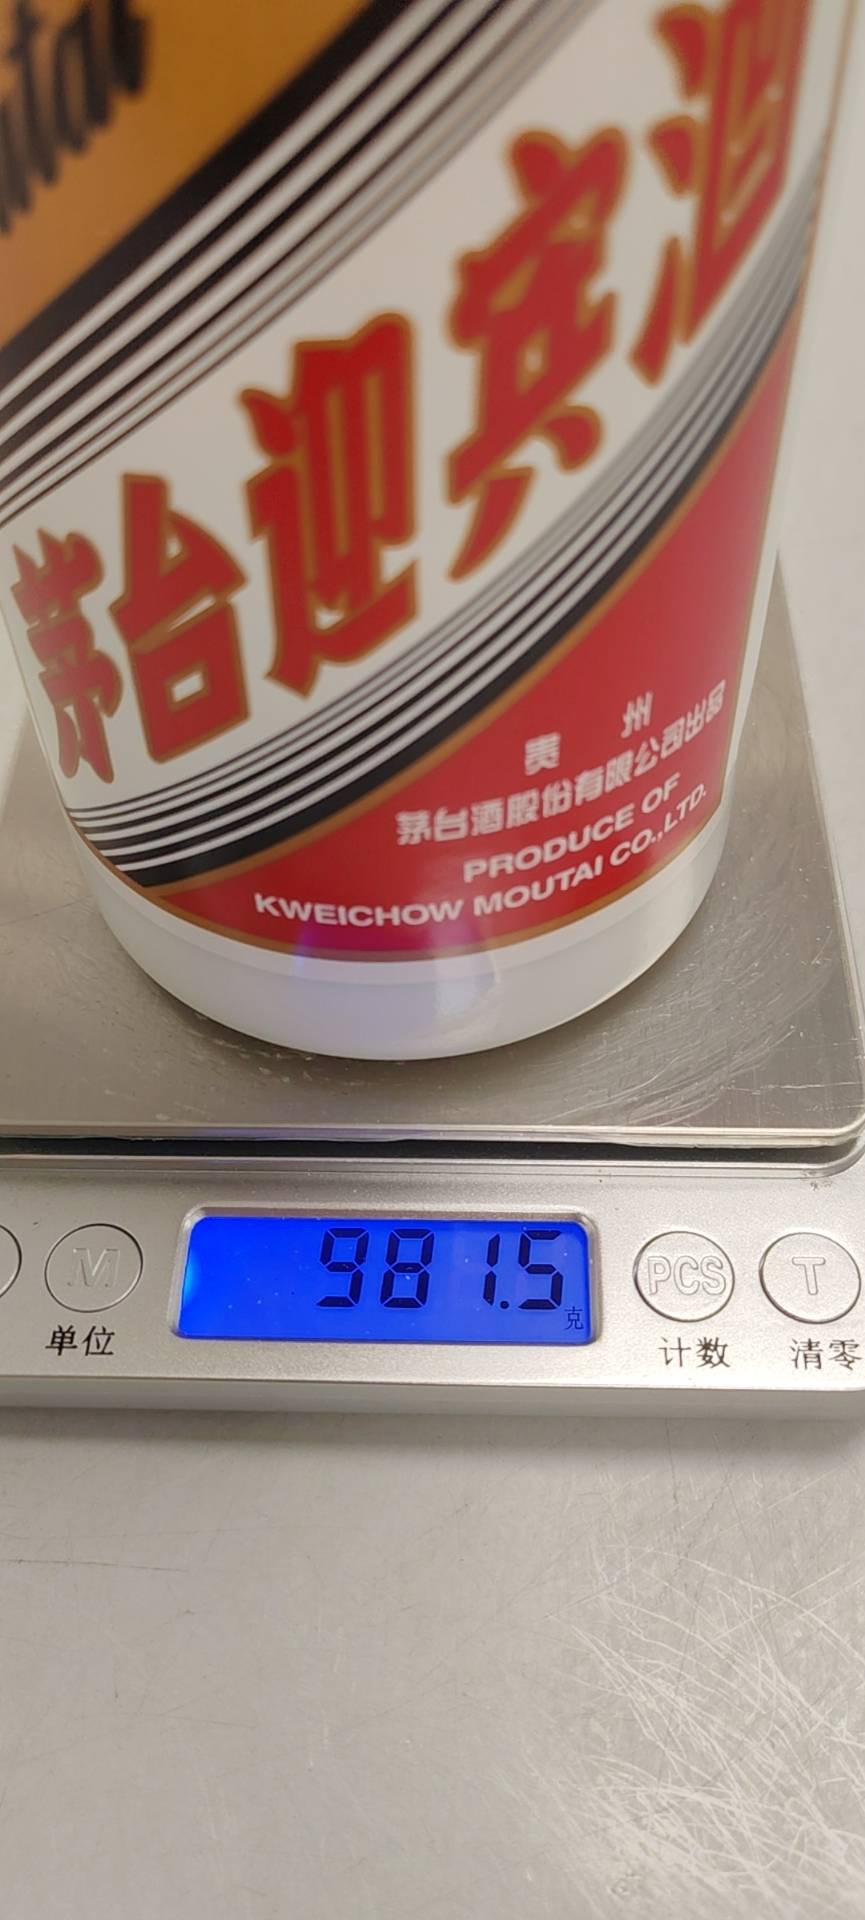 茅台迎宾酒
贵州
茅台酒股份有限公司出品
PRODUCE OF
KWEICHOW MOUTAI CO.,LTD.
981.5
克
M
PCS
T
单位
计数
清零